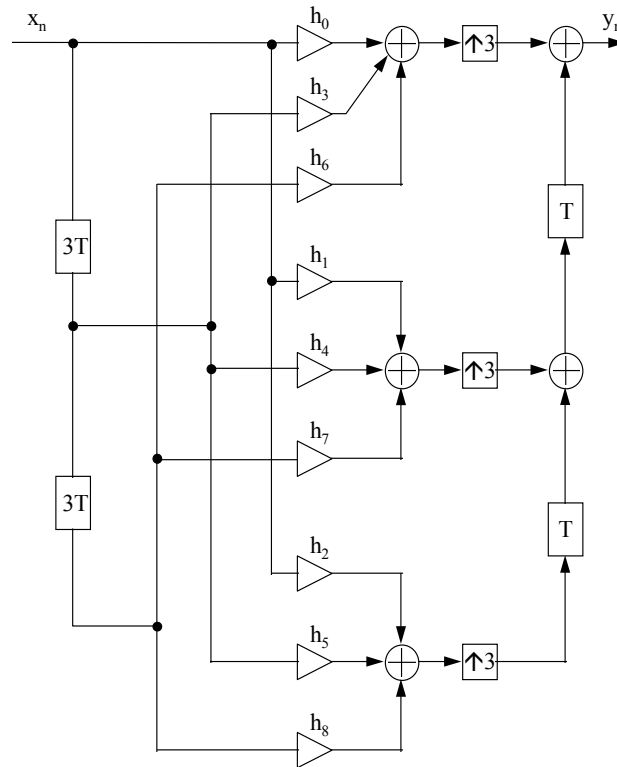 xₙ
h₀
yₙ
↑3
h₃
h₆
T
3T
h₁
h₄
↑3
h₇
3T
T
h₂
h₅
↑3
h₈